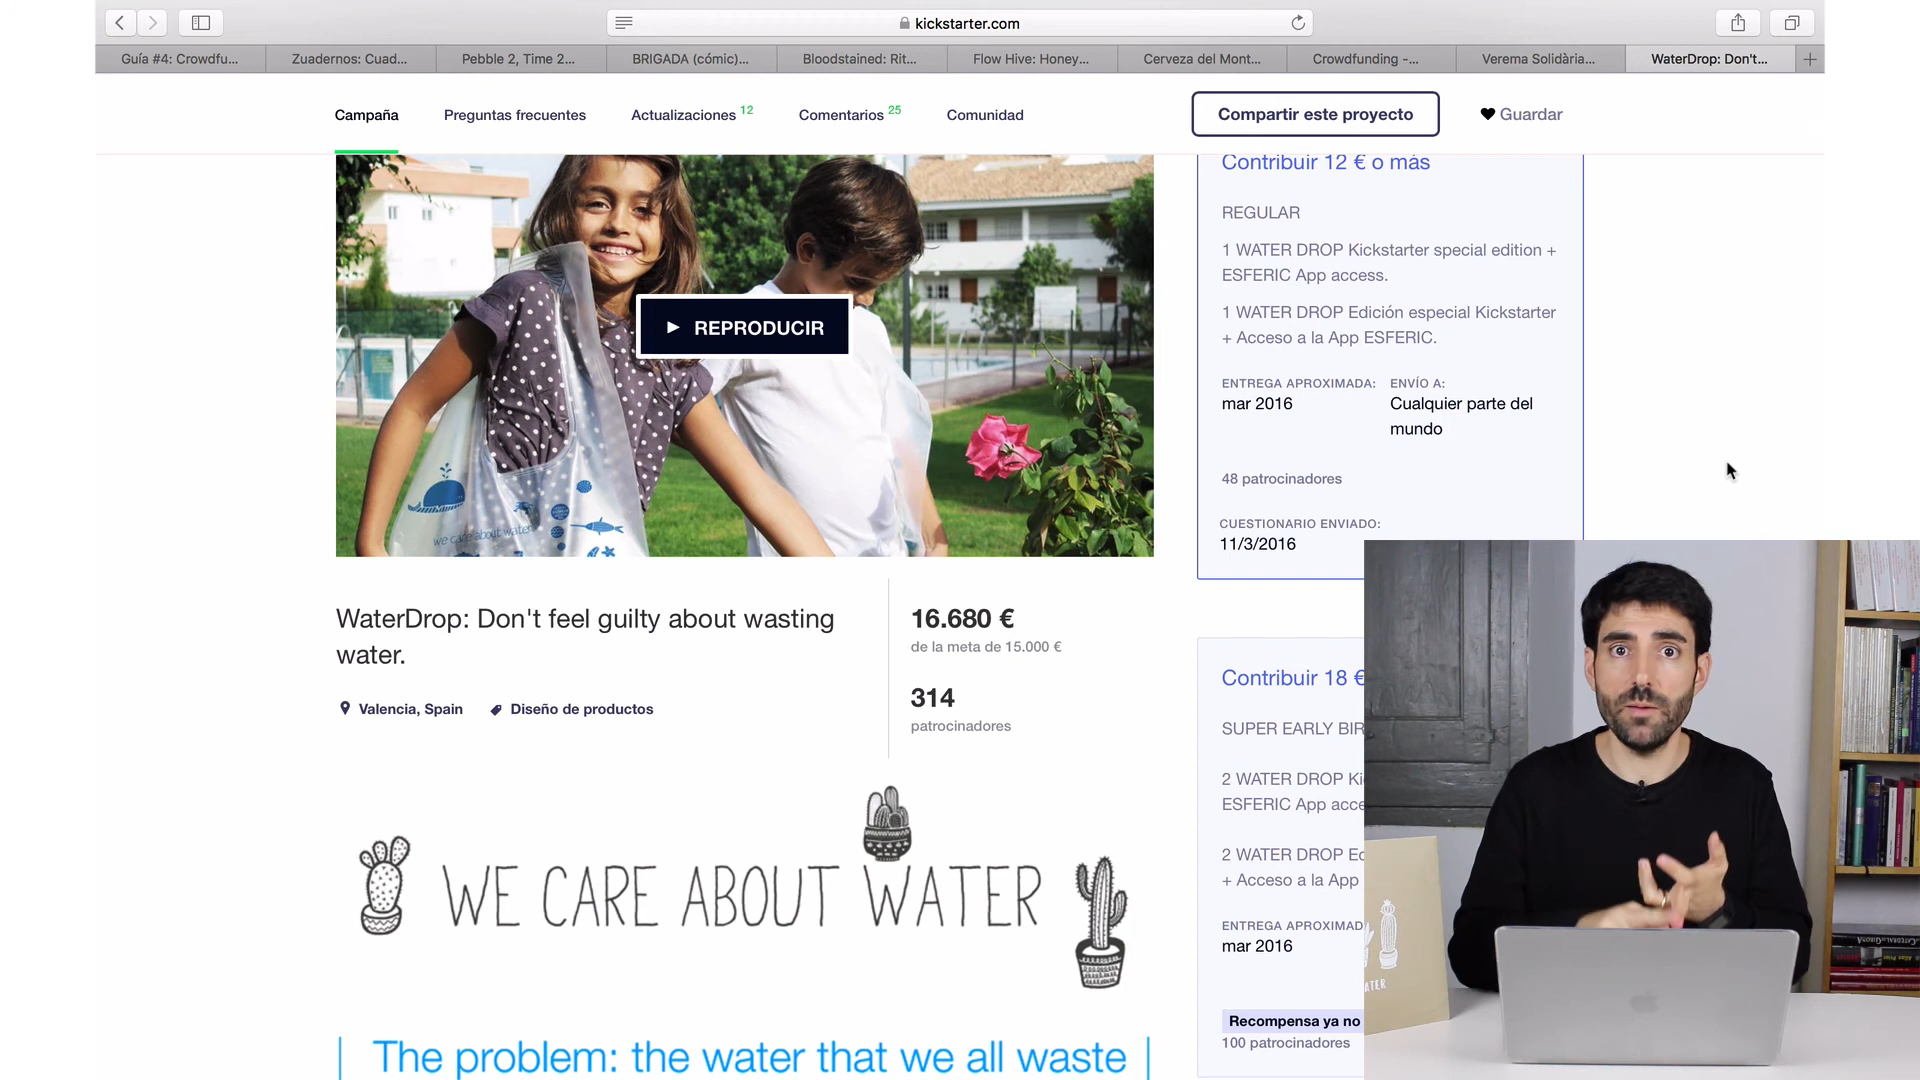 kickstarter.com
Guía #4: Crowdfu...
Zuadernos: Cuad...
Pebble 2, Time 2...
BRIGADA (cómic)...
Bloodstained: Rit...
Flow Hive: Honey...
Cerveza del Mont...
Crowdfunding -...
Verema Solidària...
WaterDrop: Don't...
Campaña
Preguntas frecuentes
Actualizaciones 12
Comentarios 25
Comunidad
Compartir este proyecto
Guardar
REPRODUCIR
we care about water
WaterDrop: Don't feel guilty about wasting
water.
Valencia, Spain
Diseño de productos
16.680 €
de la meta de 15.000 €
314
patrocinadores
WE CARE ABOUT WATER
The problem: the water that we all waste
Contribuir 12 € o más
REGULAR
1 WATER DROP Kickstarter special edition +
ESFERIC App access.
1 WATER DROP Edición especial Kickstarter
+ Acceso a la App ESFERIC.
ENTREGA APROXIMADA:
mar 2016
ENVÍO A:
Cualquier parte del
mundo
48 patrocinadores
CUESTIONARIO ENVIADO:
11/3/2016
Contribuir 18 €
SUPER EARLY BIR
2 WATER DROP Ki
ESFERIC App acce
2 WATER DROP Ed
+ Acceso a la App
ENTREGA APROXIMAD
mar 2016
Recompensa ya no
100 patrocinadores
ATER